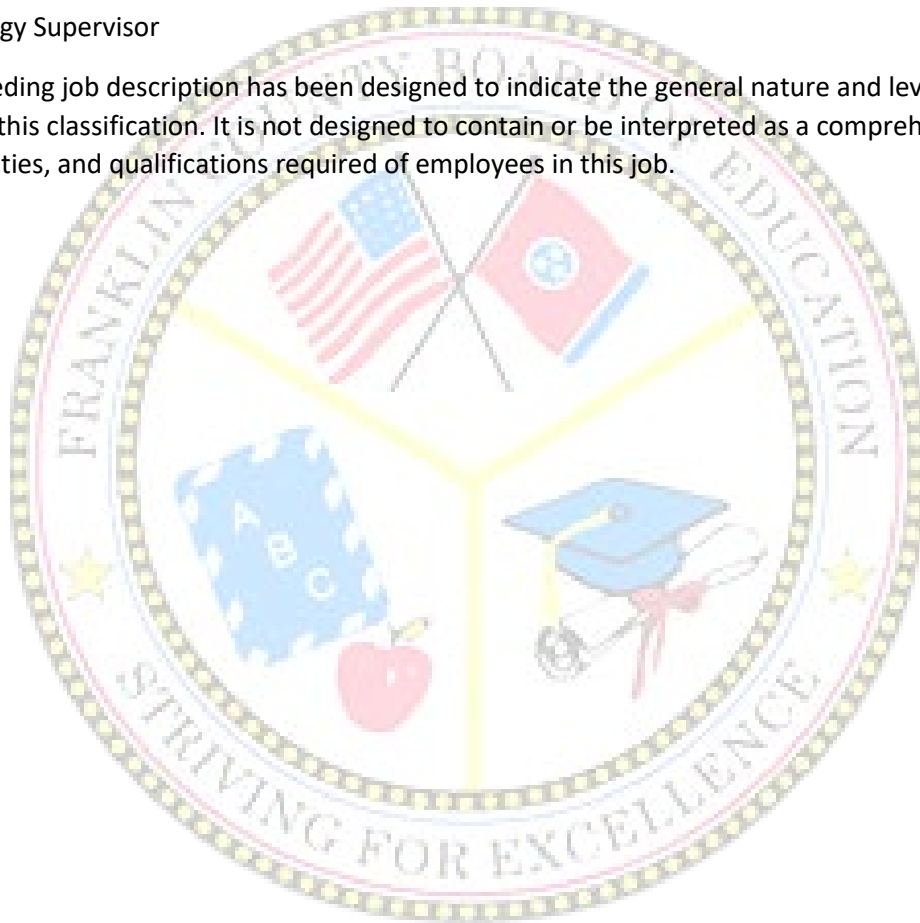 gy Supervisor
eding job description has been designed to indicate the general nature and lev
this classification. It is not designed to contain or be interpreted as a compreh
ties, and qualifications required of employees in this job.
FRANKLIN COUNTY BOARD OF EDUCATION
A
B
C
STRIVING FOR EXCELLENCE